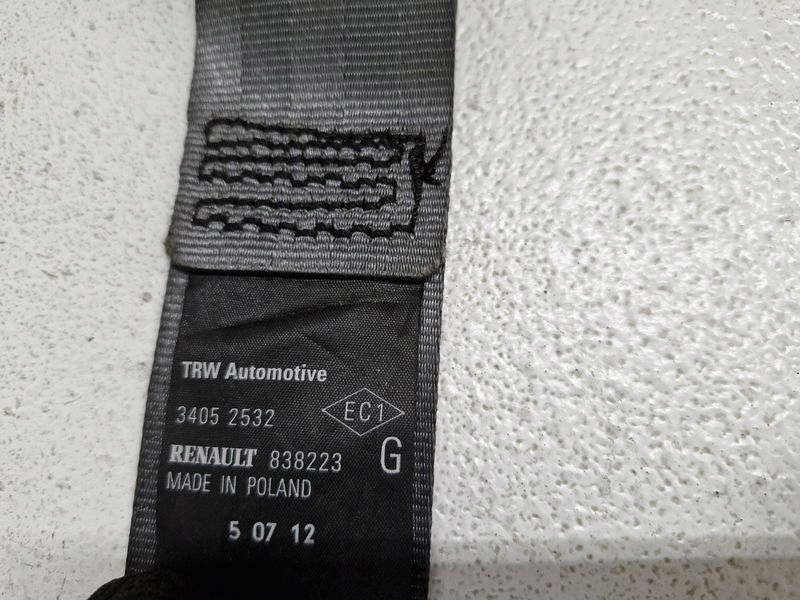 TRW Automotive
3405 2532 EC1
RENAULT 838223 G
MADE IN POLAND
5 07 12